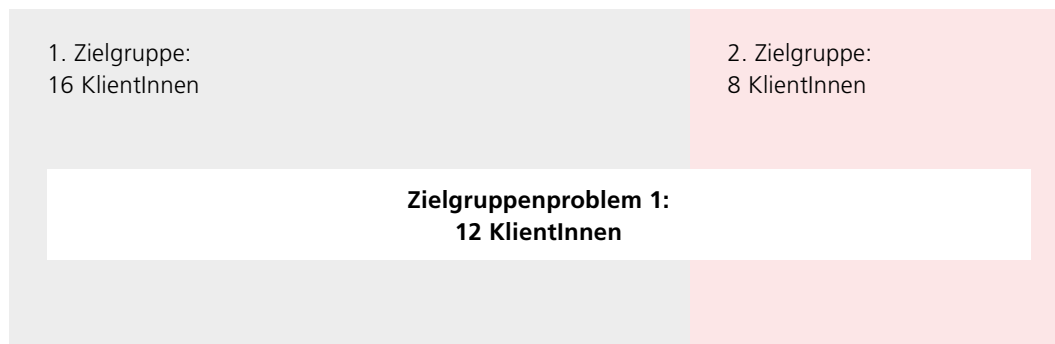 1. Zielgruppe:
16 KlientInnen
2. Zielgruppe:
8 KlientInnen
Zielgruppenproblem 1:
12 KlientInnen